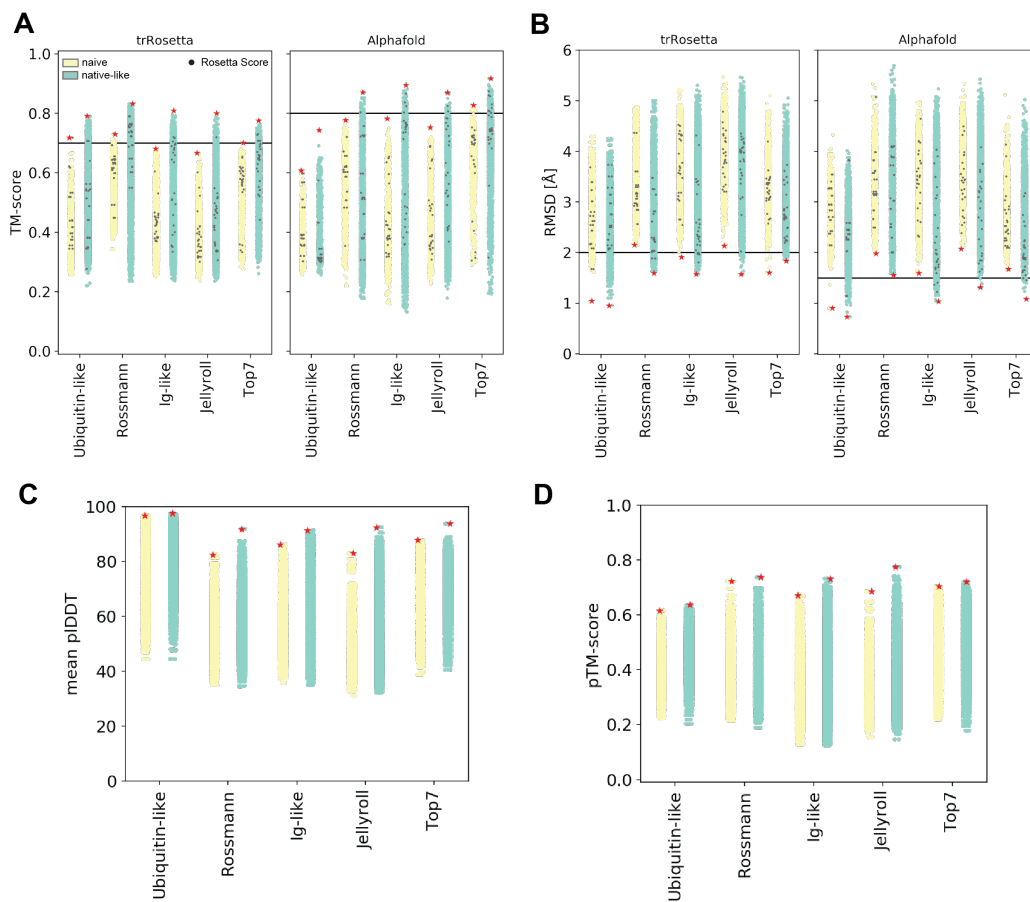 A
trRosetta
Alphafold
naive
native-like
Rosetta Score
TM-score
1.0
0.8
0.6
0.4
0.2
0.0
Ubiquitin-like
Rossmann
Ig-like
Jellyroll
Top7
Ubiquitin-like
Rossmann
Ig-like
Jellyroll
Top7
B
trRosetta
Alphafold
RMSD [Å]
6
5
4
3
2
1
0
Ubiquitin-like
Rossmann
Ig-like
Jellyroll
Top7
Ubiquitin-like
Rossmann
Ig-like
Jellyroll
Top7
C
mean plDDT
100
80
60
40
20
0
Ubiquitin-like
Rossmann
Ig-like
Jellyroll
Top7
D
pTM-score
1.0
0.8
0.6
0.4
0.2
0.0
Ubiquitin-like
Rossmann
Ig-like
Jellyroll
Top7